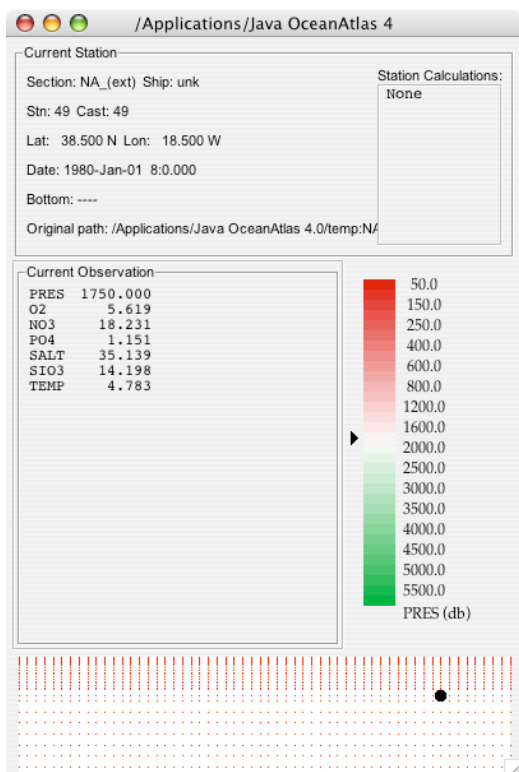 /Applications/Java OceanAtlas 4
Current Station
Section: NA_(ext) Ship: unk
Stn: 49 Cast: 49
Lat: 38.500 N Lon: 18.500 W
Date: 1980-Jan-01 8:0.000
Bottom: ----
Original path: /Applications/Java OceanAtlas 4.0/temp:NA
Station Calculations:
None
Current Observation
PRES 1750.000
O2 5.619
NO3 18.231
PO4 1.151
SALT 35.139
SIO3 14.198
TEMP 4.783
50.0
150.0
250.0
400.0
600.0
800.0
1200.0
1600.0
2000.0
2500.0
3000.0
3500.0
4000.0
4500.0
5000.0
5500.0
PRES (db)